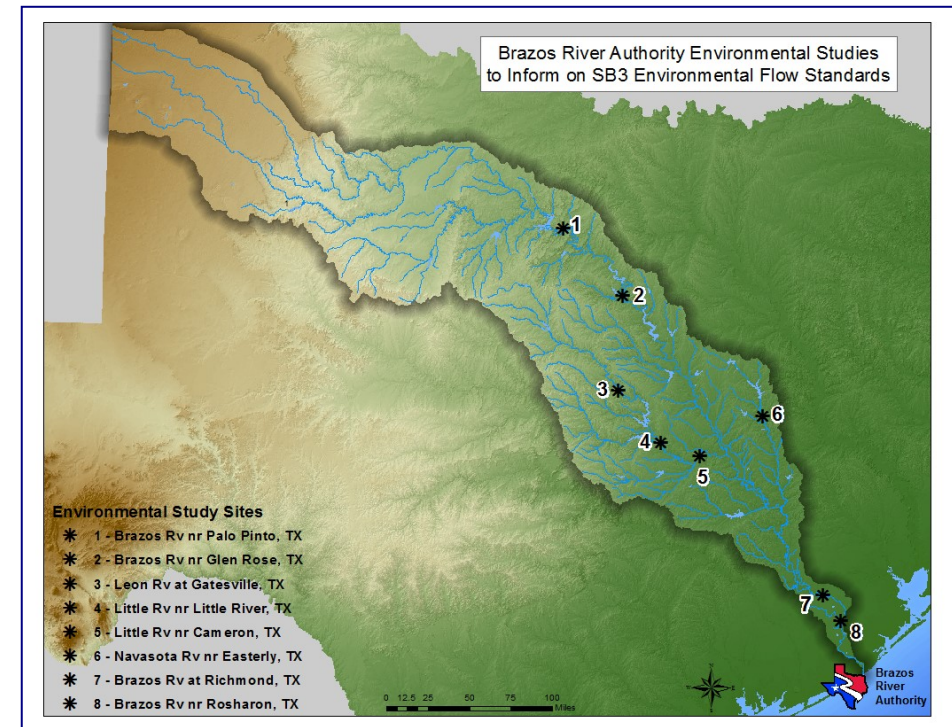 Brazos River Authority Environmental Studies
to Inform on SB3 Environmental Flow Standards
1
1
2
3
6
4
5
7
8
Environmental Study Sites
1 - Brazos Rv nr Palo Pinto, TX
2 - Brazos Rv nr Glen Rose, TX
3 - Leon Rv at Gatesville, TX
4 - Little Rv nr Little River, TX
5 - Little Rv nr Cameron, TX
6 - Navasota Rv nr Easterly, TX
7 - Brazos Rv at Richmond, TX
8 - Brazos Rv nr Rosharon, TX
0 12.5 25 50 75 100
Miles
Brazos
River
Authority